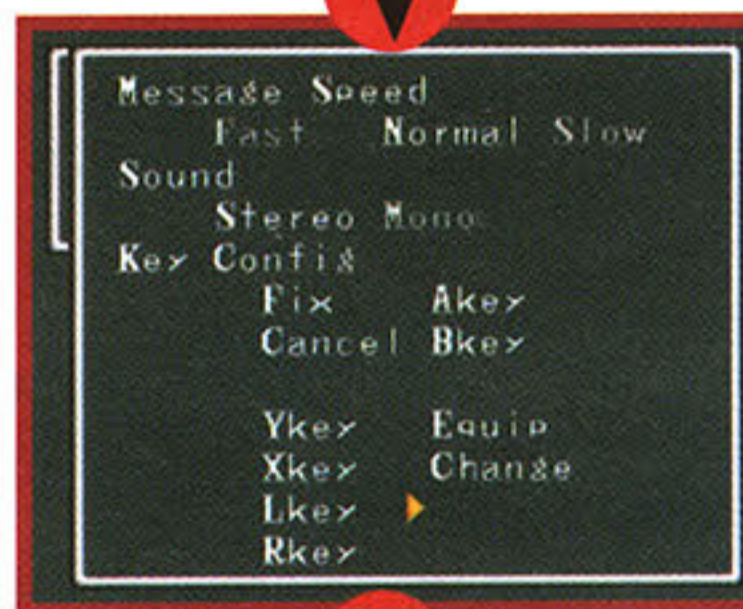 Message Speed
Fast Normal Slow
Sound
Stereo Mono
Key Config
Fix Akey
Cancel Bkey
Ykey Equip
Xkey Change
Lkey
Rkey